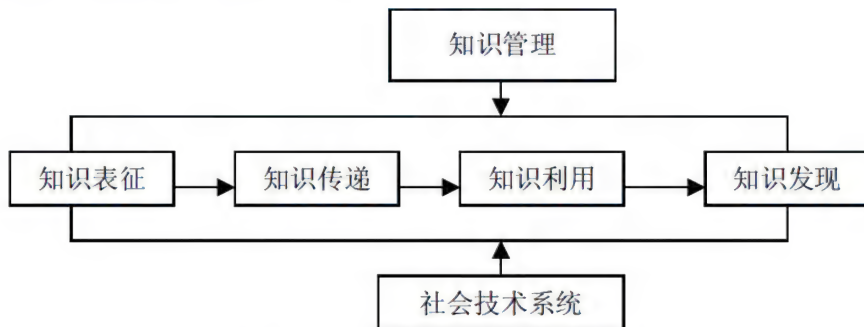 知识管理
知识表征
知识传递
知识利用
知识发现
社会技术系统